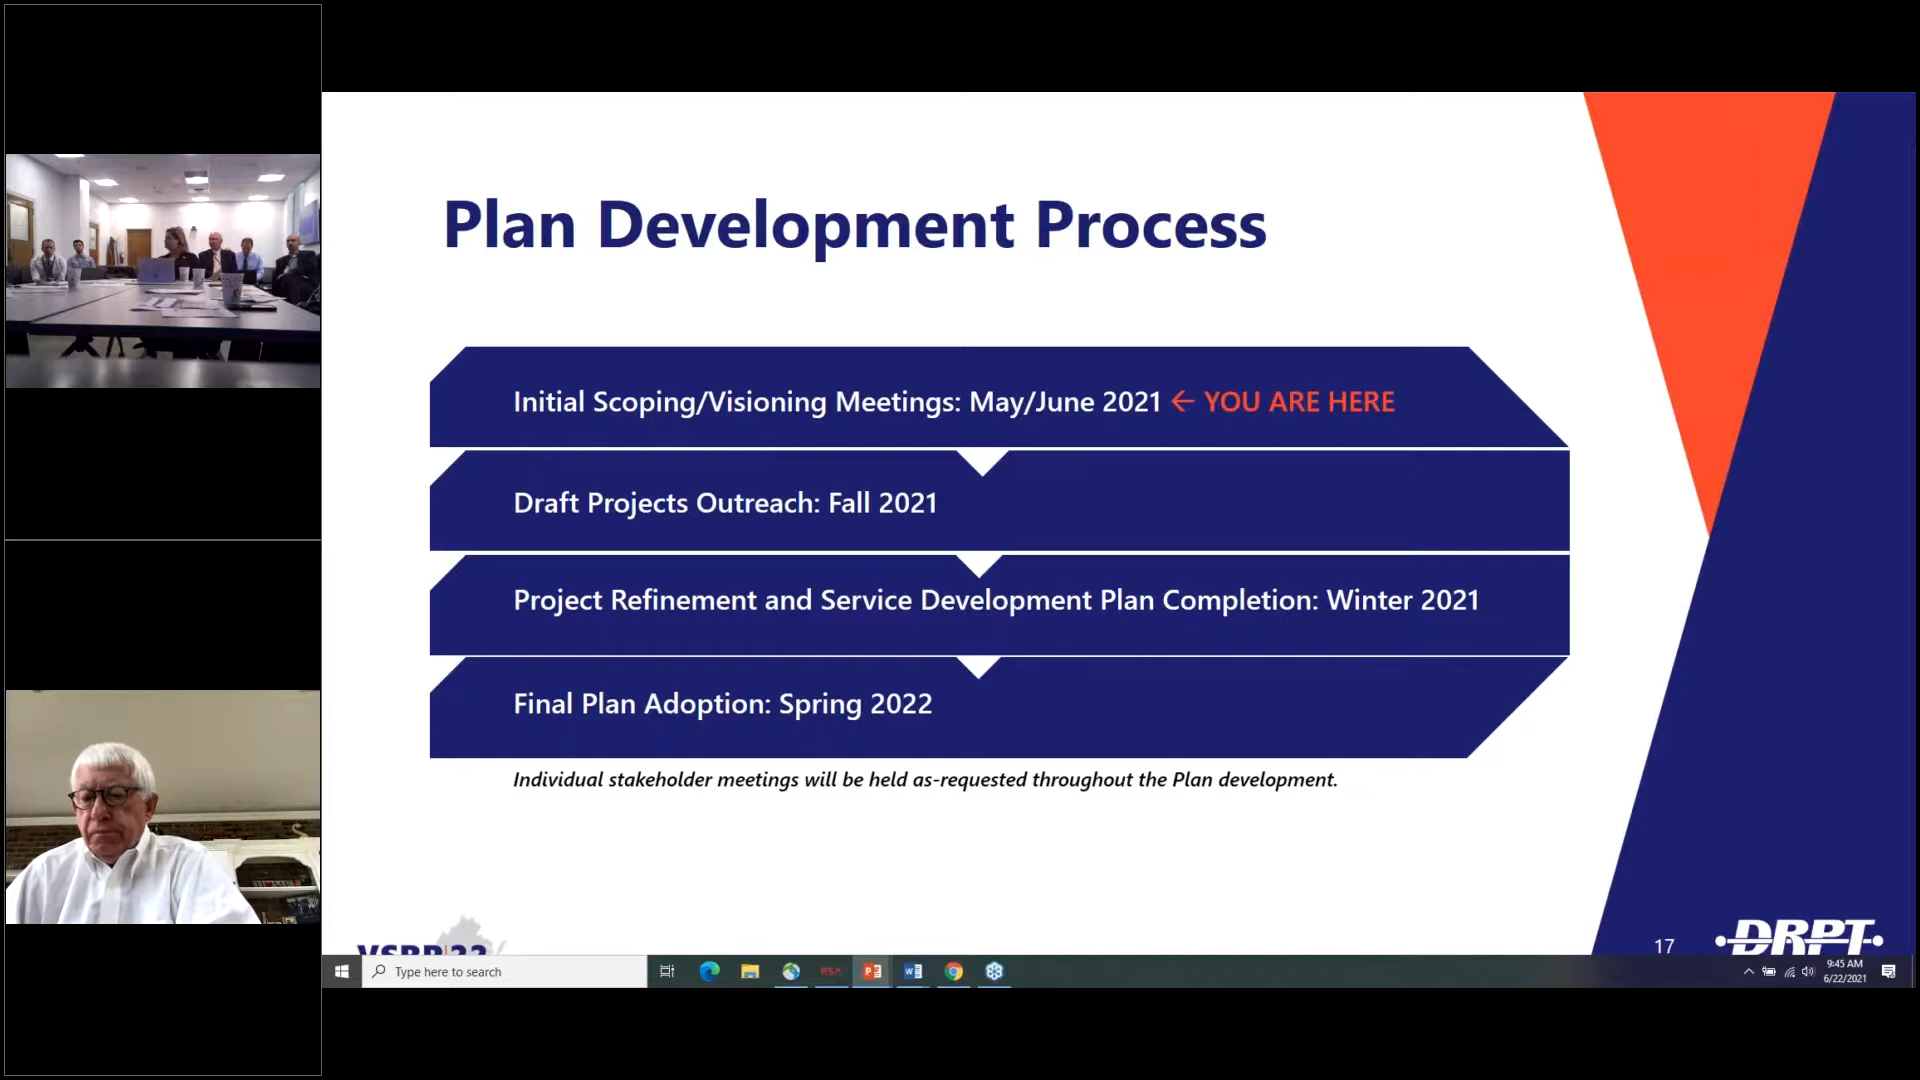 Plan Development Process
Initial Scoping/Visioning Meetings: May/June 2021 ← YOU ARE HERE
Draft Projects Outreach: Fall 2021
Project Refinement and Service Development Plan Completion: Winter 2021
Final Plan Adoption: Spring 2022
Individual stakeholder meetings will be held as-requested throughout the Plan development.
17
DRPT
Type here to search
RSA
9:45 AM
6/22/2021